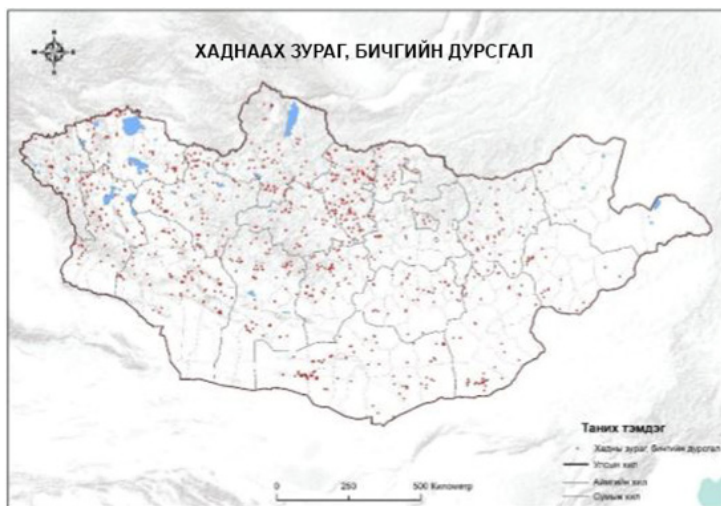 ХАДНААХ ЗУРАГ, БИЧГИЙН ДУРСГАЛ
Таних тэмдэг
Хадны зураг, бичгийн дурсгал
Улсын хил
Аймгийн хил
Сумын хил
0 250 500 Километр